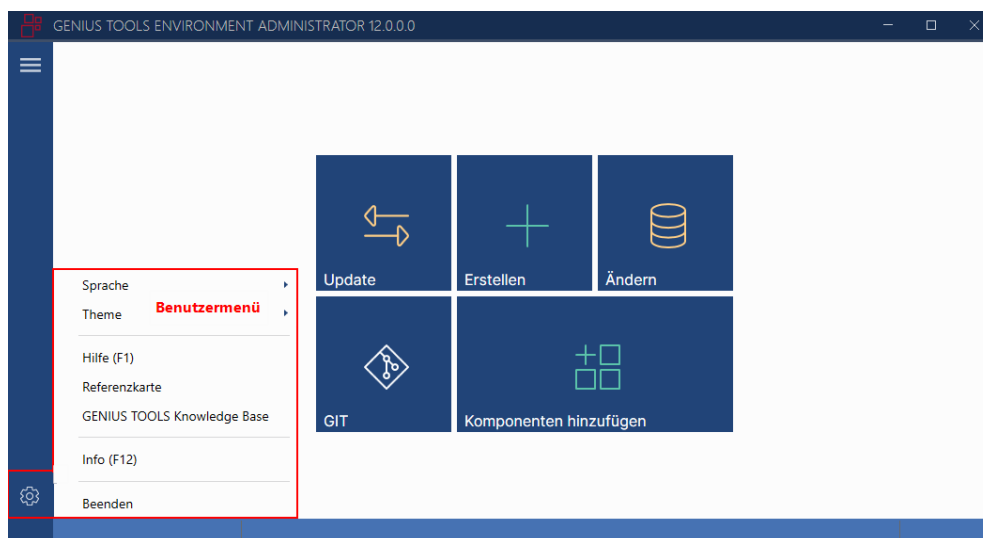 GENIUS TOOLS ENVIRONMENT ADMINISTRATOR 12.0.0.0
Update
Erstellen
Ändern
GIT
Komponenten hinzufügen
Sprache
Benutzermenü
Theme
Hilfe (F1)
Referenzkarte
GENIUS TOOLS Knowledge Base
Info (F12)
Beenden